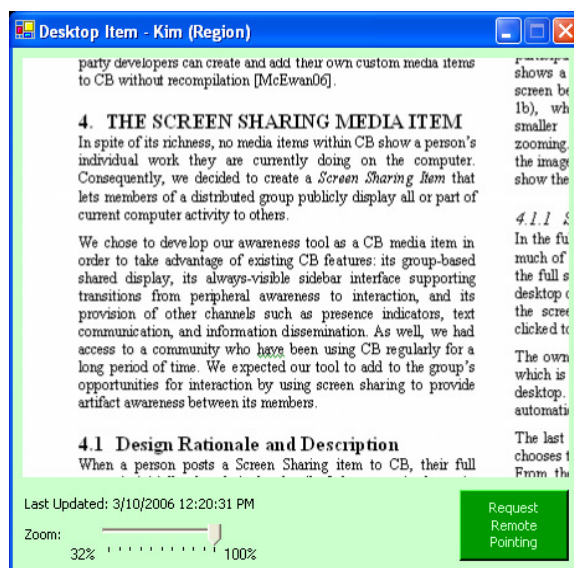 Desktop Item - Kim (Region)
party developers can create and add their own custom media items
to CB without recompilation [McEwan06].
4. THE SCREEN SHARING MEDIA ITEM
In spite of its richness, no media items within CB show a person's
individual work they are currently doing on the computer.
Consequently, we decided to create a Screen Sharing Item that
lets members of a distributed group publicly display all or part of
current computer activity to others.
We chose to develop our awareness tool as a CB media item in
order to take advantage of existing CB features: its group-based
shared display, its always-visible sidebar interface supporting
transitions from peripheral awareness to interaction, and its
provision of other channels such as presence indicators, text
communication, and information dissemination. As well, we had
access to a community who have been using CB regularly for a
long period of time. We expected our tool to add to the group's
opportunities for interaction by using screen sharing to provide
artifact awareness between its members.
4.1 Design Rationale and Description
When a person posts a Screen Sharing item to CB, their full
shows a
screen be
1b), wh
smaller
zooming.
the image
show the
4.1.1 S
In the fu
much of
the full s
desktop o
the scree
clicked to
The own
which is
desktop.
automati
The last
chooses t
From the
Last Updated: 3/10/2006 12:20:31 PM
Zoom:
32% 100%
Request
Remote
Pointing